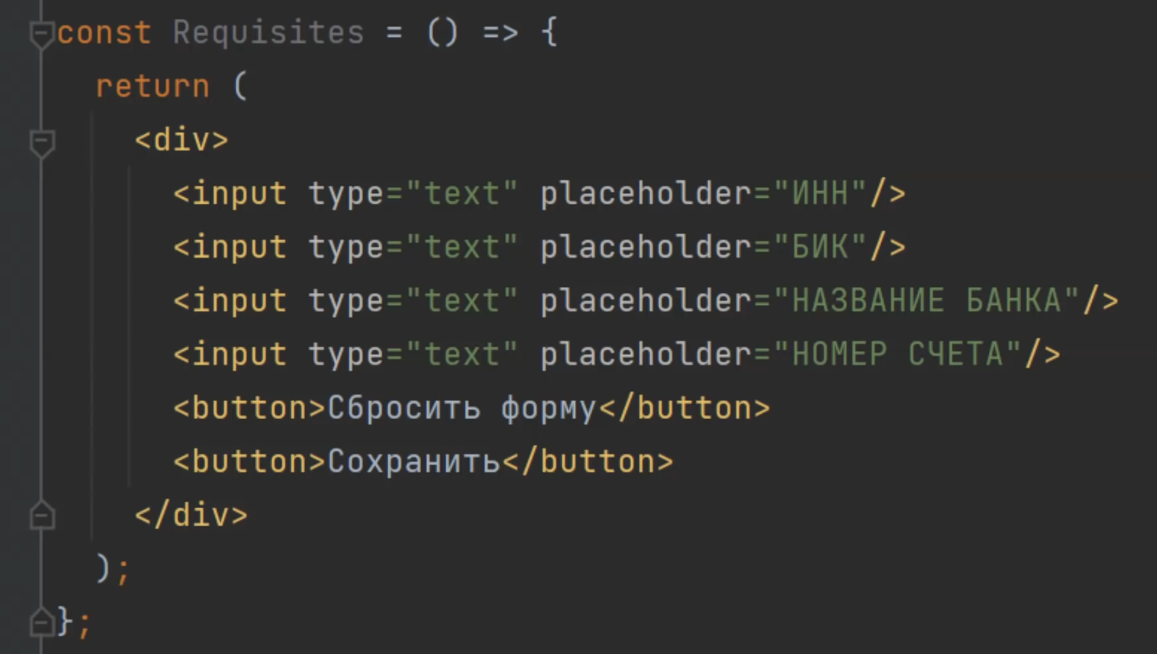 const Requisites = () => {
  return (
    <div>
      <input type="text" placeholder="ИНН"/>
      <input type="text" placeholder="БИК"/>
      <input type="text" placeholder="НАЗВАНИЕ БАНКА"/>
      <input type="text" placeholder="НОМЕР СЧЕТА"/>
      <button>Сбросить форму</button>
      <button>Сохранить</button>
    </div>
  );
};